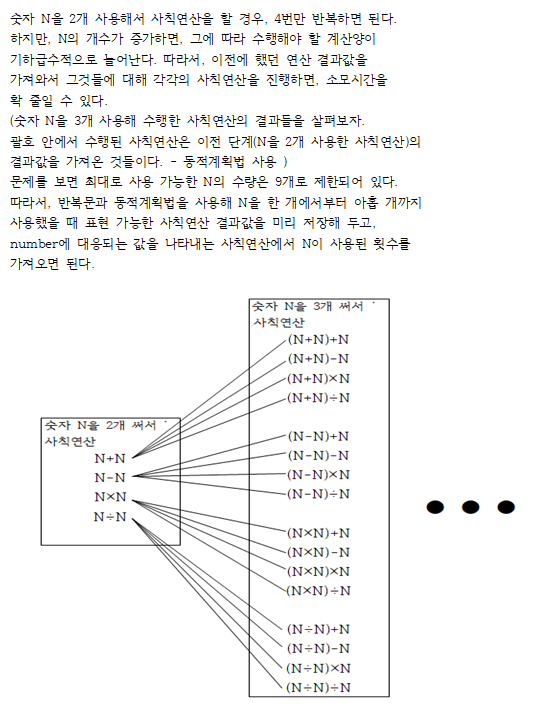 숫자 N을 2개 사용해서 사칙연산을 할 경우, 4번만 반복하면 된다.
하지만, N의 개수가 증가하면, 그에 따라 수행해야 할 계산양이
기하급수적으로 늘어난다. 따라서, 이전에 했던 연산 결과값을
가져와서 그것들에 대해 각각의 사칙연산을 진행하면, 소모시간을
확 줄일 수 있다.
(숫자 N을 3개 사용해 수행한 사칙연산의 결과들을 살펴보자.
괄호 안에서 수행된 사칙연산은 이전 단계(N을 2개 사용한 사칙연산)의
결과값을 가져온 것들이다. - 동적계획법 사용 )
문제를 보면 최대로 사용 가능한 N의 수량은 9개로 제한되어 있다.
따라서, 반복문과 동적계획법을 사용해 N을 한 개에서부터 아홉 개까지
사용했을 때 표현 가능한 사칙연산 결과값을 미리 저장해 두고,
number에 대응되는 값을 나타내는 사칙연산에서 N이 사용된 횟수를
가져오면 된다.
숫자 N을 2개 써서
사칙연산
N+N
N-N
N×N
N÷N
숫자 N을 3개 써서
사칙연산
(N+N)+N
(N+N)-N
(N+N)×N
(N+N)÷N
(N-N)+N
(N-N)-N
(N-N)×N
(N-N)÷N
(N×N)+N
(N×N)-N
(N×N)×N
(N×N)÷N
(N÷N)+N
(N÷N)-N
(N÷N)×N
(N÷N)÷N